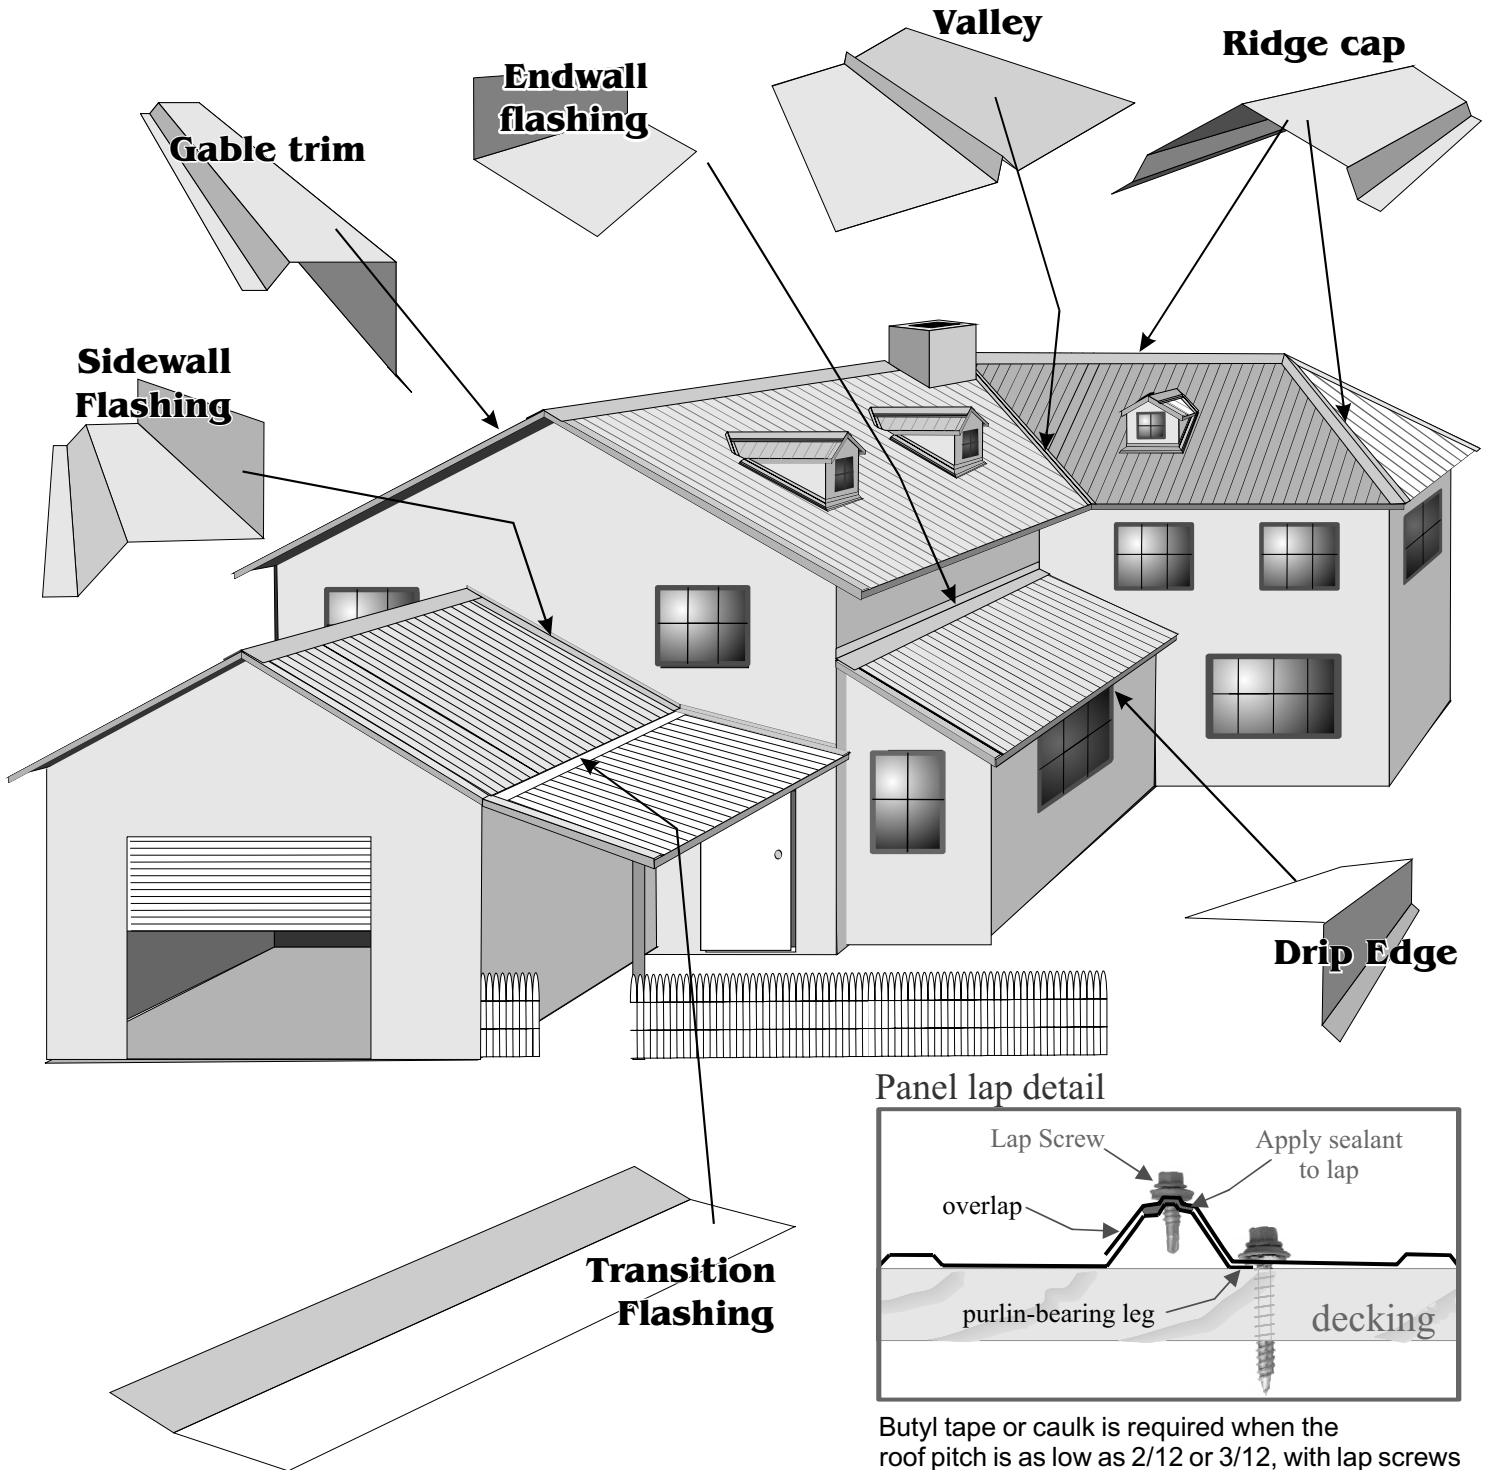 Valley
Ridge cap
Endwall
flashing
Gable trim
Sidewall
Flashing
Drip Edge
Transition
Flashing
Panel lap detail
Lap Screw
Apply sealant
to lap
overlap
purlin-bearing leg
decking
Butyl tape or caulk is required when the
roof pitch is as low as 2/12 or 3/12, with lap screws